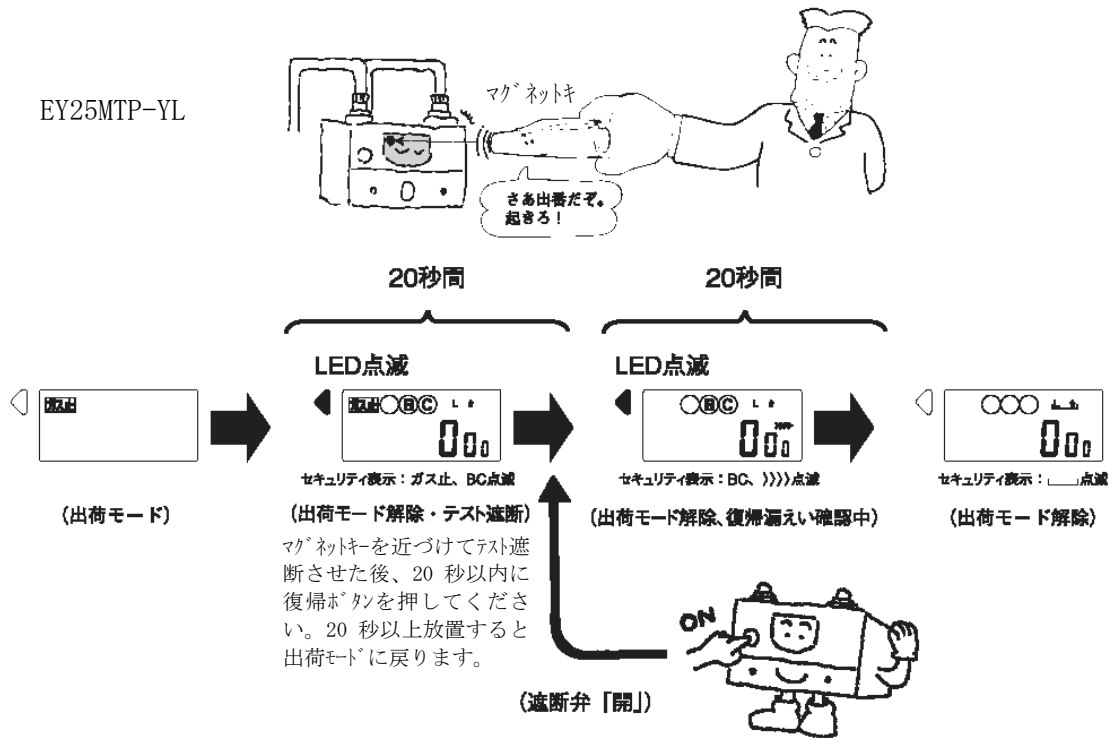 EY25MTP-YL
マグネットキ
さあ出番だぞ。
起きろ！
20秒間
20秒間
LED点滅
LED点滅
ガス止
ガス止 B C L h
000
B C L h
》》》》
000
L h
000
セキュリティ表示：ガス止、BC点滅
セキュリティ表示：BC、》》》》点滅
セキュリティ表示：点滅
(出荷モード)
(出荷モード解除・テスト遮断)
(出荷モード解除、復帰漏えい確認中)
(出荷モード解除)
マグネットキーを近づけてテスト遮
断させた後、20 秒以内に
復帰ボタンを押してくださ
い。20 秒以上放置すると
出荷モードに戻ります。
ON
(遮断弁「開」)